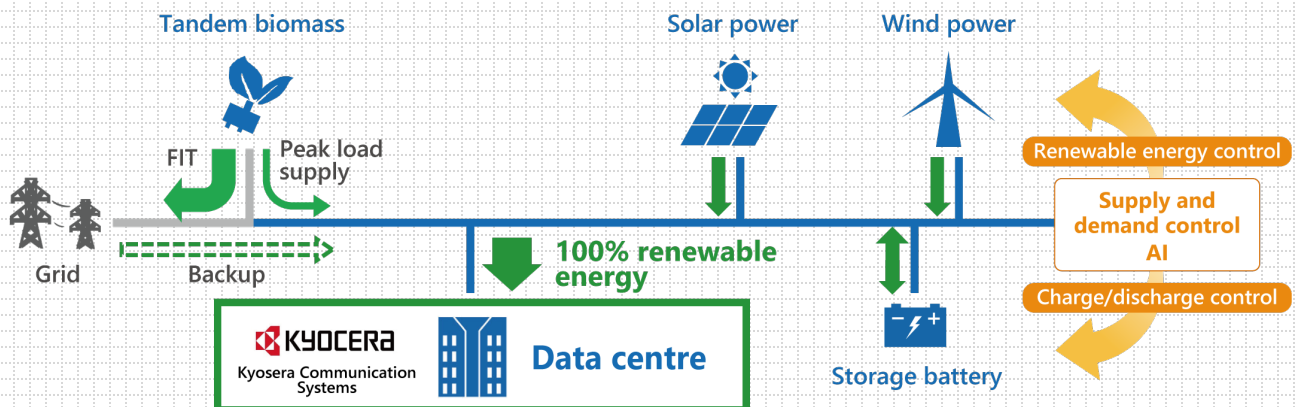 Tandem biomass
Solar power
Wind power
FIT
Peak load
supply
Renewable energy control
Supply and
demand control
AI
Grid
Backup
100% renewable
energy
Charge/discharge control
KYOCERA
Kyosera Communication
Systems
Data centre
Storage battery